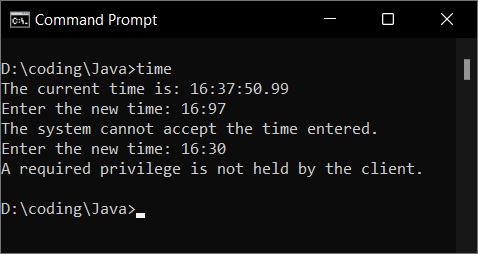 Command Prompt
D:\coding\Java>time
The current time is: 16:37:50.99
Enter the new time: 16:97
The system cannot accept the time entered.
Enter the new time: 16:30
A required privilege is not held by the client.
D:\coding\Java>